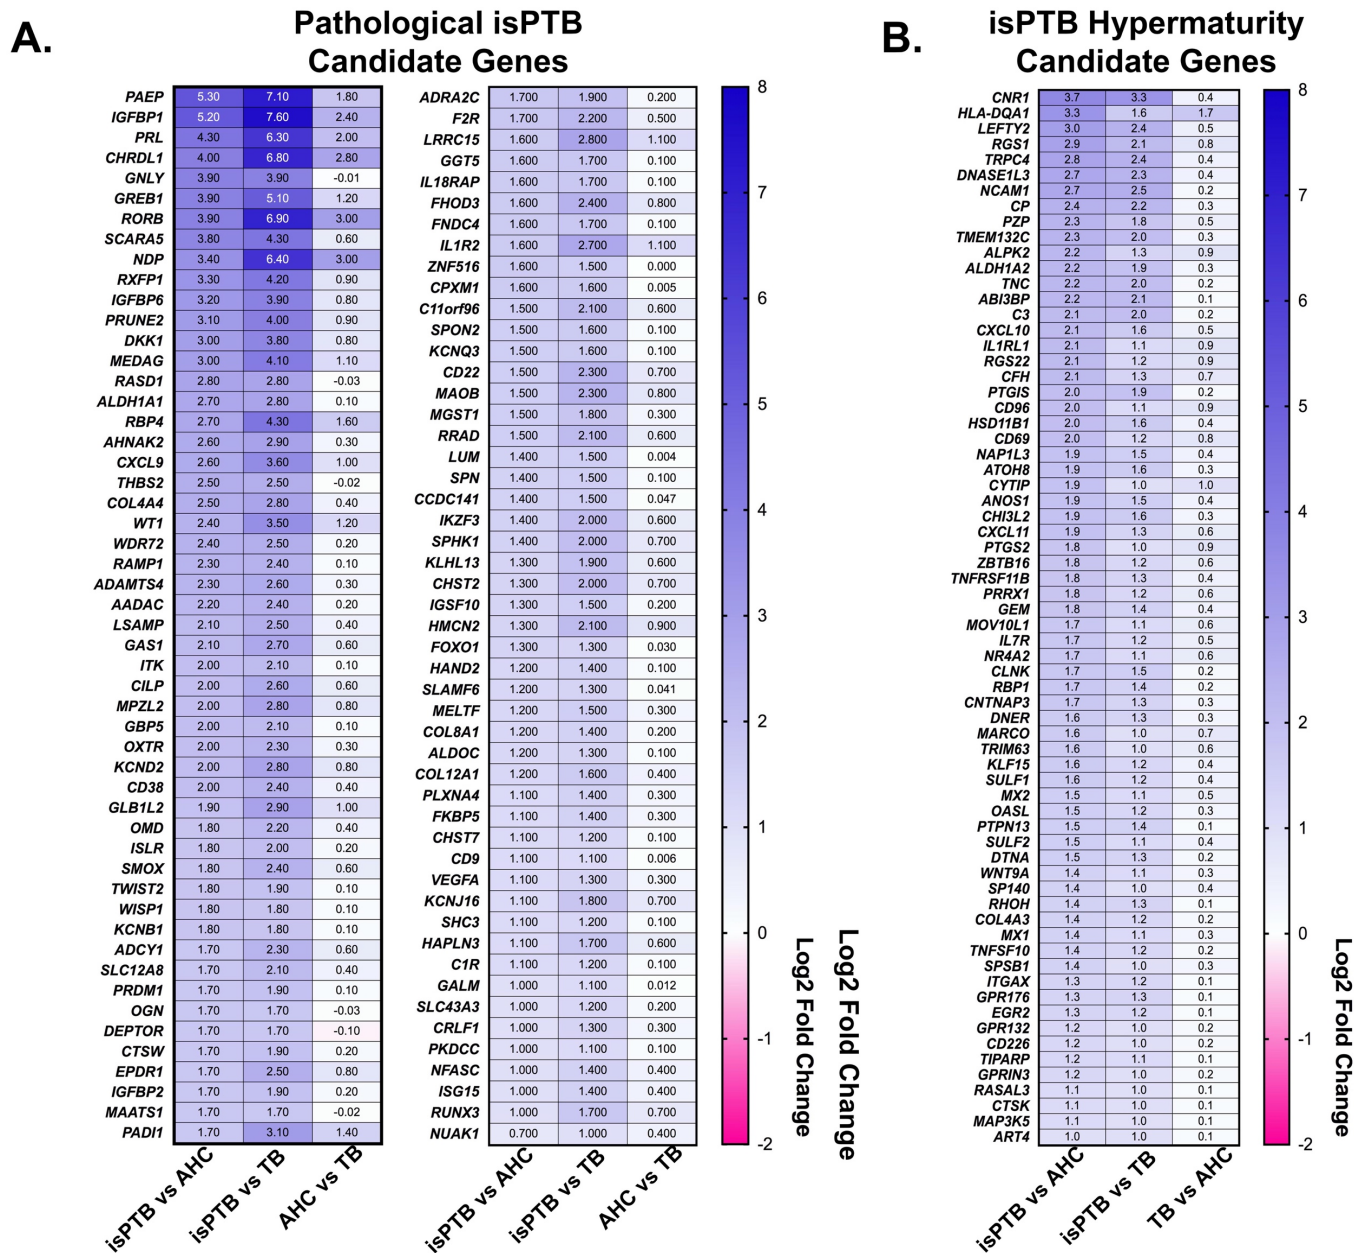 A.
Pathological isPTB
Candidate Genes
PAEP 5.30 7.10 1.80
IGFBP1 5.20 7.60 2.40
PRL 4.30 6.30 2.00
CHRDL1 4.00 6.80 2.80
GNLY 3.90 3.90 -0.01
GREB1 3.90 5.10 1.20
RORB 3.90 6.90 3.00
SCARA5 3.80 4.30 0.60
NDP 3.40 6.40 3.00
RXFP1 3.30 4.20 0.90
IGFBP6 3.20 3.90 0.80
PRUNE2 3.10 4.00 0.90
DKK1 3.00 3.80 0.80
MEDAG 3.00 4.10 1.10
RASD1 2.80 2.80 -0.03
ALDH1A1 2.70 2.80 0.10
RBP4 2.70 4.30 1.60
AHNAK2 2.60 2.90 0.30
CXCL9 2.60 3.60 1.00
THBS2 2.50 2.50 -0.02
COL4A4 2.50 2.80 0.40
WT1 2.40 3.50 1.20
WDR72 2.40 2.50 0.20
RAMP1 2.30 2.40 0.10
ADAMTS4 2.30 2.60 0.30
AADAC 2.20 2.40 0.20
LSAMP 2.10 2.50 0.40
GAS1 2.10 2.70 0.60
ITK 2.00 2.10 0.10
CILP 2.00 2.60 0.60
MPZL2 2.00 2.80 0.80
GBP5 2.00 2.10 0.10
OXTR 2.00 2.30 0.30
KCND2 2.00 2.80 0.80
CD38 2.00 2.40 0.40
GLB1L2 1.90 2.90 1.00
OMD 1.80 2.20 0.40
ISLR 1.80 2.00 0.20
SMOX 1.80 2.40 0.60
TWIST2 1.80 1.90 0.10
WISP1 1.80 1.80 0.10
KCNB1 1.80 1.80 0.10
ADCY1 1.70 2.30 0.60
SLC12A8 1.70 2.10 0.40
PRDM1 1.70 1.90 0.10
OGN 1.70 1.70 -0.03
DEPTOR 1.70 1.70 -0.10
CTSW 1.70 1.90 0.20
EPDR1 1.70 2.50 0.80
IGFBP2 1.70 1.90 0.20
MAATS1 1.70 1.70 -0.02
PADI1 1.70 3.10 1.40
isPTB vs AHC
isPTB vs TB
AHC vs TB
ADRA2C 1.700 1.900 0.200
F2R 1.700 2.200 0.500
LRRC15 1.600 2.800 1.100
GGT5 1.600 1.700 0.100
IL18RAP 1.600 1.700 0.100
FHOD3 1.600 2.400 0.800
FNDC4 1.600 1.700 0.100
IL1R2 1.600 2.700 1.100
ZNF516 1.600 1.500 0.000
CPXM1 1.600 1.600 0.005
C11orf96 1.500 2.100 0.600
SPON2 1.500 1.600 0.100
KCNQ3 1.500 1.600 0.100
CD22 1.500 2.300 0.700
MAOB 1.500 2.300 0.800
MGST1 1.500 1.800 0.300
RRAD 1.500 2.100 0.600
LUM 1.400 1.500 0.004
SPN 1.400 1.500 0.100
CCDC141 1.400 1.500 0.047
IKZF3 1.400 2.000 0.600
SPHK1 1.400 2.000 0.700
KLHL13 1.300 1.900 0.600
CHST2 1.300 2.000 0.700
IGSF10 1.300 1.500 0.200
HMCN2 1.300 2.100 0.900
FOXO1 1.300 1.300 0.030
HAND2 1.200 1.400 0.100
SLAMF6 1.200 1.300 0.041
MELTF 1.200 1.500 0.300
COL8A1 1.200 1.400 0.200
ALDOC 1.200 1.300 0.100
COL12A1 1.200 1.600 0.400
PLXNA4 1.100 1.400 0.300
FKBP5 1.100 1.400 0.300
CHST7 1.100 1.200 0.100
CD9 1.100 1.100 0.006
VEGFA 1.100 1.300 0.300
KCNJ16 1.100 1.800 0.700
SHC3 1.100 1.200 0.100
HAPLN3 1.100 1.700 0.600
C1R 1.100 1.200 0.100
GALM 1.000 1.100 0.012
SLC43A3 1.000 1.200 0.200
CRLF1 1.000 1.300 0.300
PKDCC 1.000 1.100 0.100
NFASC 1.000 1.400 0.400
ISG15 1.000 1.400 0.400
RUNX3 1.000 1.700 0.700
NUAK1 0.700 1.000 0.400
isPTB vs AHC
isPTB vs TB
AHC vs TB
8
7
6
5
4
3
2
1
0
-1
-2
Log2 Fold Change
Log2 Fold Change
B.
isPTB Hypermaturity
Candidate Genes
CNR1 3.7 3.3 0.4
HLA-DQA1 3.3 1.6 1.7
LEFTY2 3.0 2.4 0.5
RGS1 2.9 2.1 0.8
TRPC4 2.8 2.4 0.4
DNASE1L3 2.7 2.3 0.4
NCAM1 2.7 2.5 0.2
CP 2.4 2.2 0.3
PZP 2.3 1.8 0.5
TMEM132C 2.3 2.0 0.3
ALPK2 2.2 1.3 0.9
ALDH1A2 2.2 1.9 0.3
TNC 2.2 2.0 0.2
ABI3BP 2.2 2.1 0.1
C3 2.1 2.0 0.2
CXCL10 2.1 1.6 0.5
IL1RL1 2.1 1.1 0.9
RGS22 2.1 1.2 0.9
CFH 2.1 1.3 0.7
PTGIS 2.0 1.9 0.2
CD96 2.0 1.1 0.9
HSD11B1 2.0 1.6 0.4
CD69 2.0 1.2 0.8
NAP1L3 1.9 1.5 0.4
ATOH8 1.9 1.6 0.3
CYTIP 1.9 1.0 1.0
ANOS1 1.9 1.5 0.4
CHI3L2 1.9 1.6 0.3
CXCL11 1.9 1.3 0.6
PTGS2 1.8 1.0 0.9
ZBTB16 1.8 1.2 0.6
TNFRSF11B 1.8 1.3 0.4
PRRX1 1.8 1.2 0.6
GEM 1.8 1.4 0.4
MOV10L1 1.7 1.1 0.6
IL7R 1.7 1.2 0.5
NR4A2 1.7 1.1 0.6
CLNK 1.7 1.5 0.2
RBP1 1.7 1.4 0.2
CNTNAP3 1.7 1.3 0.3
DNER 1.6 1.3 0.3
MARCO 1.6 1.0 0.7
TRIM63 1.6 1.0 0.6
KLF15 1.6 1.2 0.4
SULF1 1.6 1.2 0.4
MX2 1.5 1.1 0.5
OASL 1.5 1.2 0.3
PTPN13 1.5 1.4 0.1
SULF2 1.5 1.1 0.4
DTNA 1.5 1.3 0.2
WNT9A 1.4 1.1 0.3
SP140 1.4 1.0 0.4
RHOH 1.4 1.3 0.1
COL4A3 1.4 1.2 0.2
MX1 1.4 1.1 0.3
TNFSF10 1.4 1.2 0.2
SPSB1 1.4 1.0 0.3
ITGAX 1.3 1.2 0.1
GPR176 1.3 1.3 0.1
EGR2 1.3 1.2 0.1
GPR132 1.2 1.0 0.2
CD226 1.2 1.0 0.2
TIPARP 1.2 1.1 0.1
GPRIN3 1.2 1.0 0.2
RASAL3 1.1 1.0 0.1
CTSK 1.1 1.0 0.1
MAP3K5 1.1 1.0 0.1
ART4 1.0 1.0 0.1
isPTB vs AHC
isPTB vs TB
TB vs AHC
8
7
6
5
4
3
2
1
0
-1
-2
Log2 Fold Change